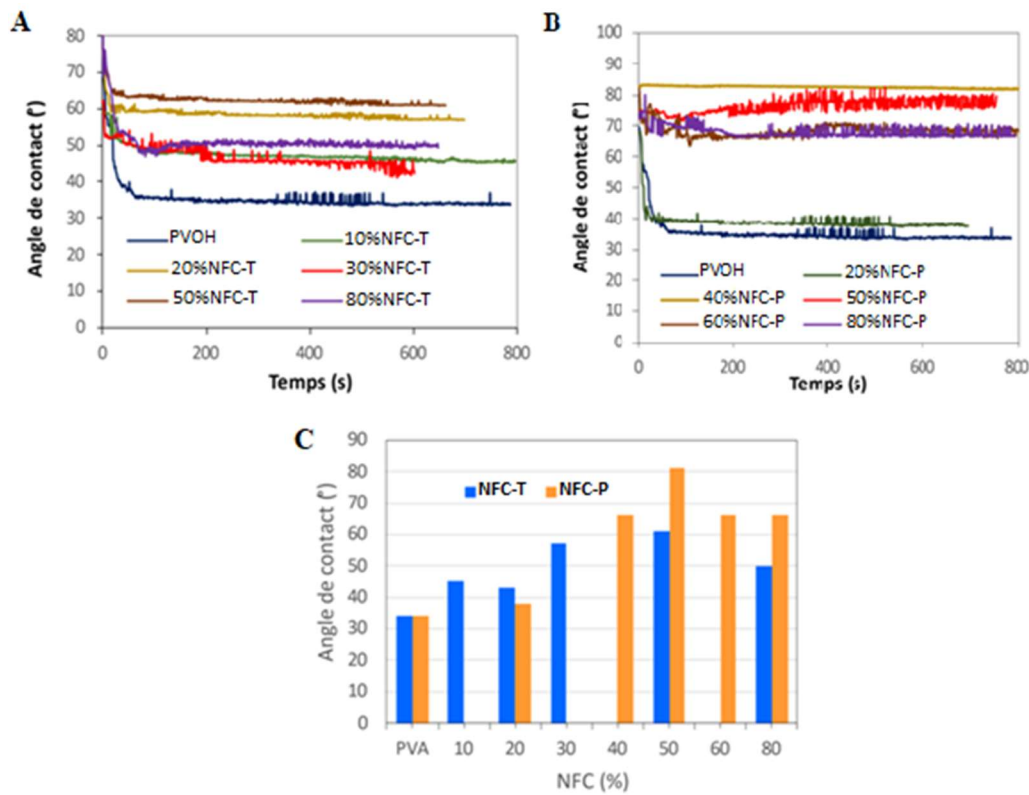 A
80
70
60
50
40
30
20
10
0
Angle de contact (°)
PVOH
10%NFC-T
20%NFC-T
30%NFC-T
50%NFC-T
80%NFC-T
0
200
400
600
800
Temps (s)
B
100
90
80
70
60
50
40
30
20
10
0
Angle de contact (°]
PVOH
20%NFC-P
40%NFC-P
50%NFC-P
60%NFC-P
80%NFC-P
0
200
400
600
800
Temps (s)
C
90
80
70
60
50
40
30
20
10
0
Angle de contact (°)
NFC-T
NFC-P
PVA
10
20
30
40
50
60
80
NFC (%)